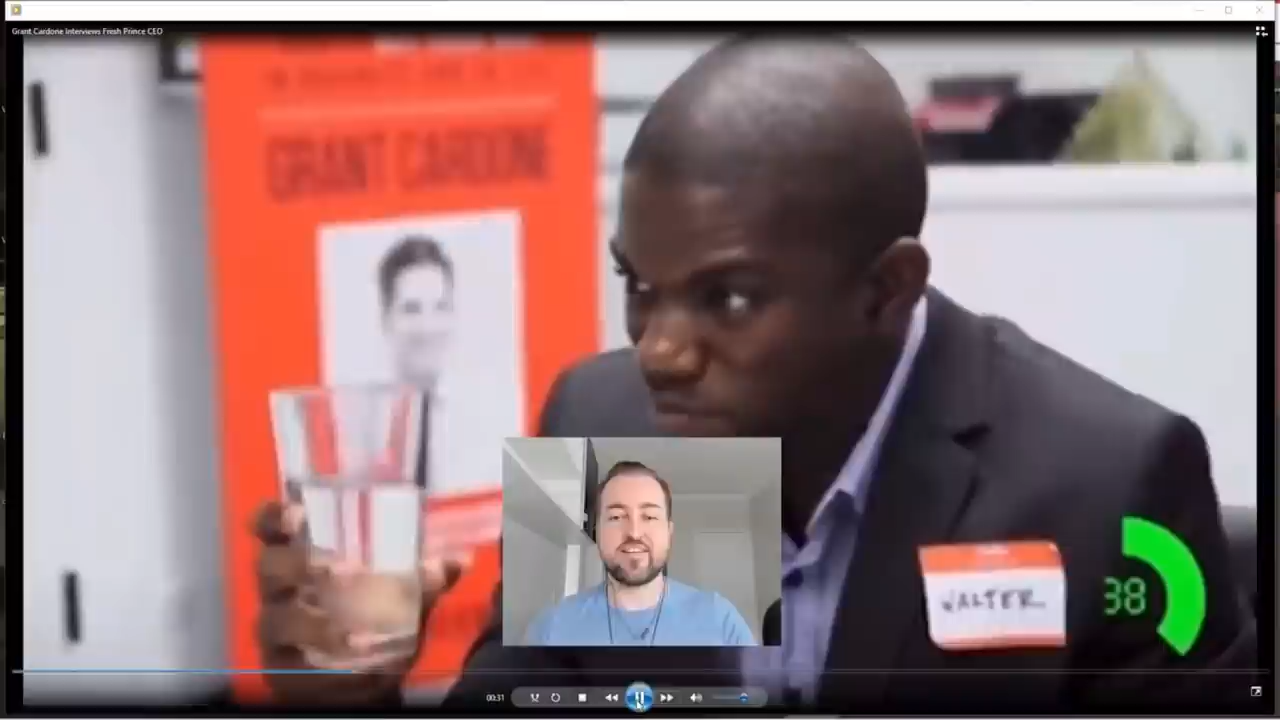 Grant Cardone Interviews Fresh Prince CEO
GRANT CARDONE
WALTER
38
00:31